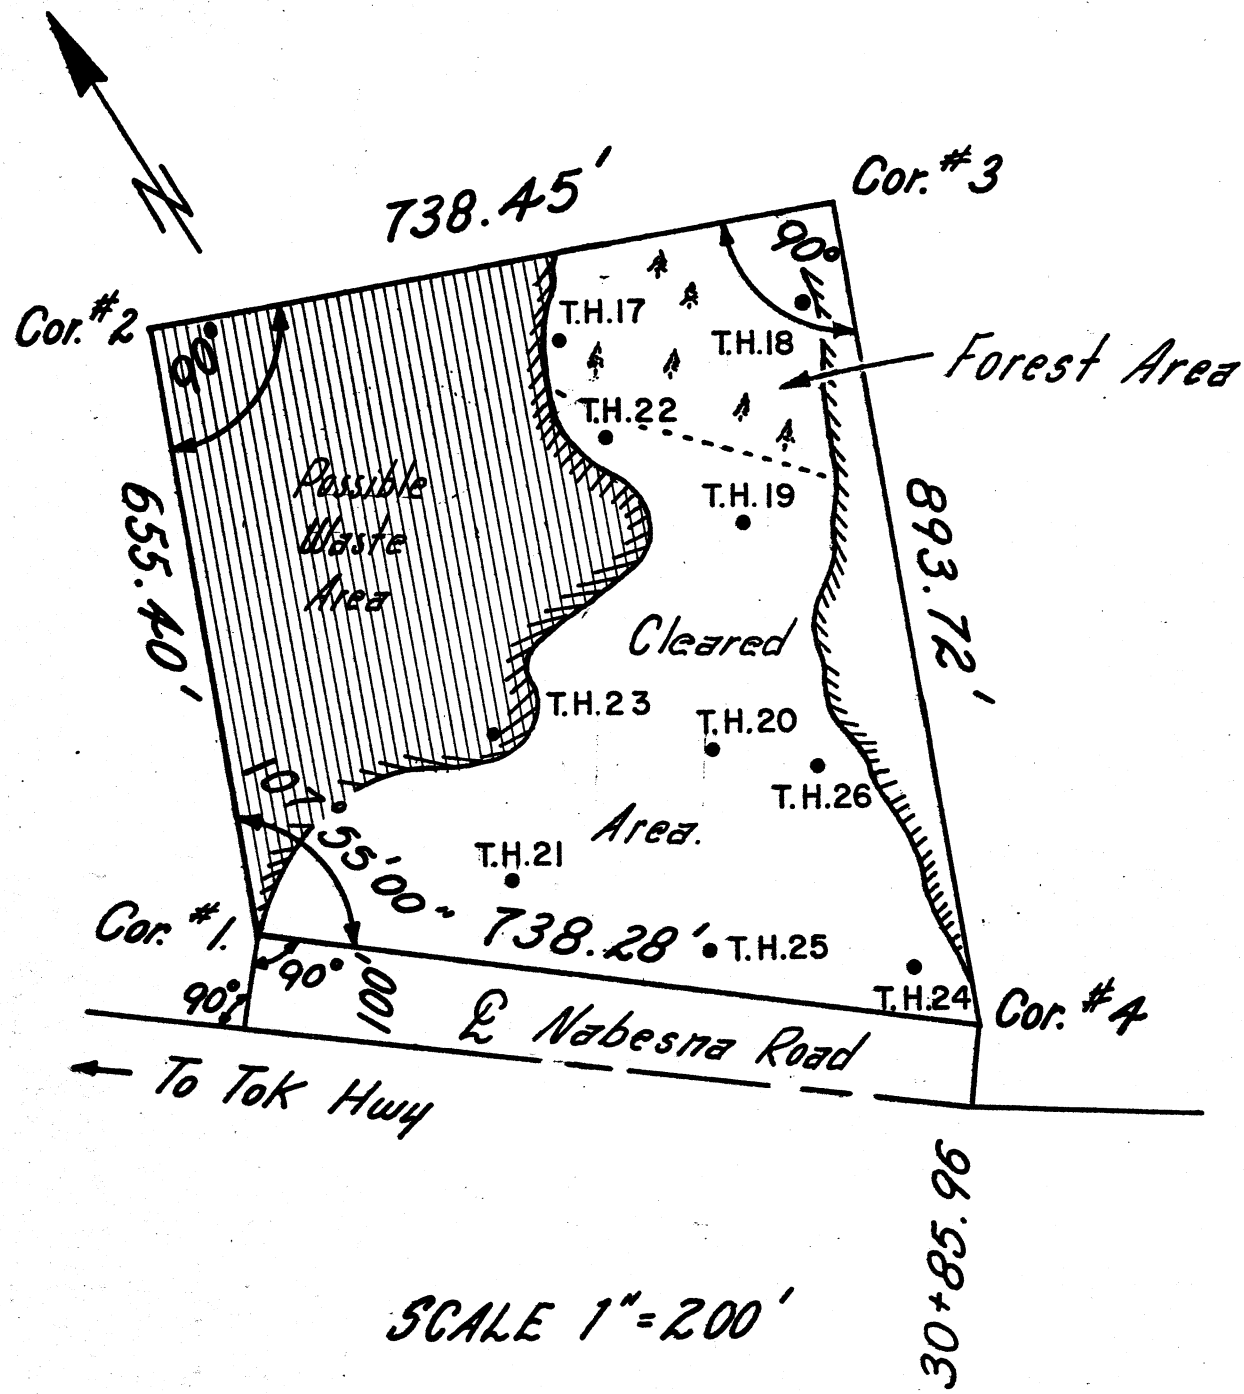 N
738.45'
Cor. #3
Cor. #2
90°
90°
T.H.17
T.H.18
Forest Area
T.H.22
Possible
Waste
Area
T.H.19
655.40'
893.72'
Cleared
T.H.23
T.H.20
T.H.26
Area.
107°55'00"
T.H.21
Cor. #1.
738.28'
T.H.25
90°
90°
100.'
T.H.24
Cor. #4
℄ Nabesna Road
To Tok Hwy
30+85.96
SCALE 1"=200'